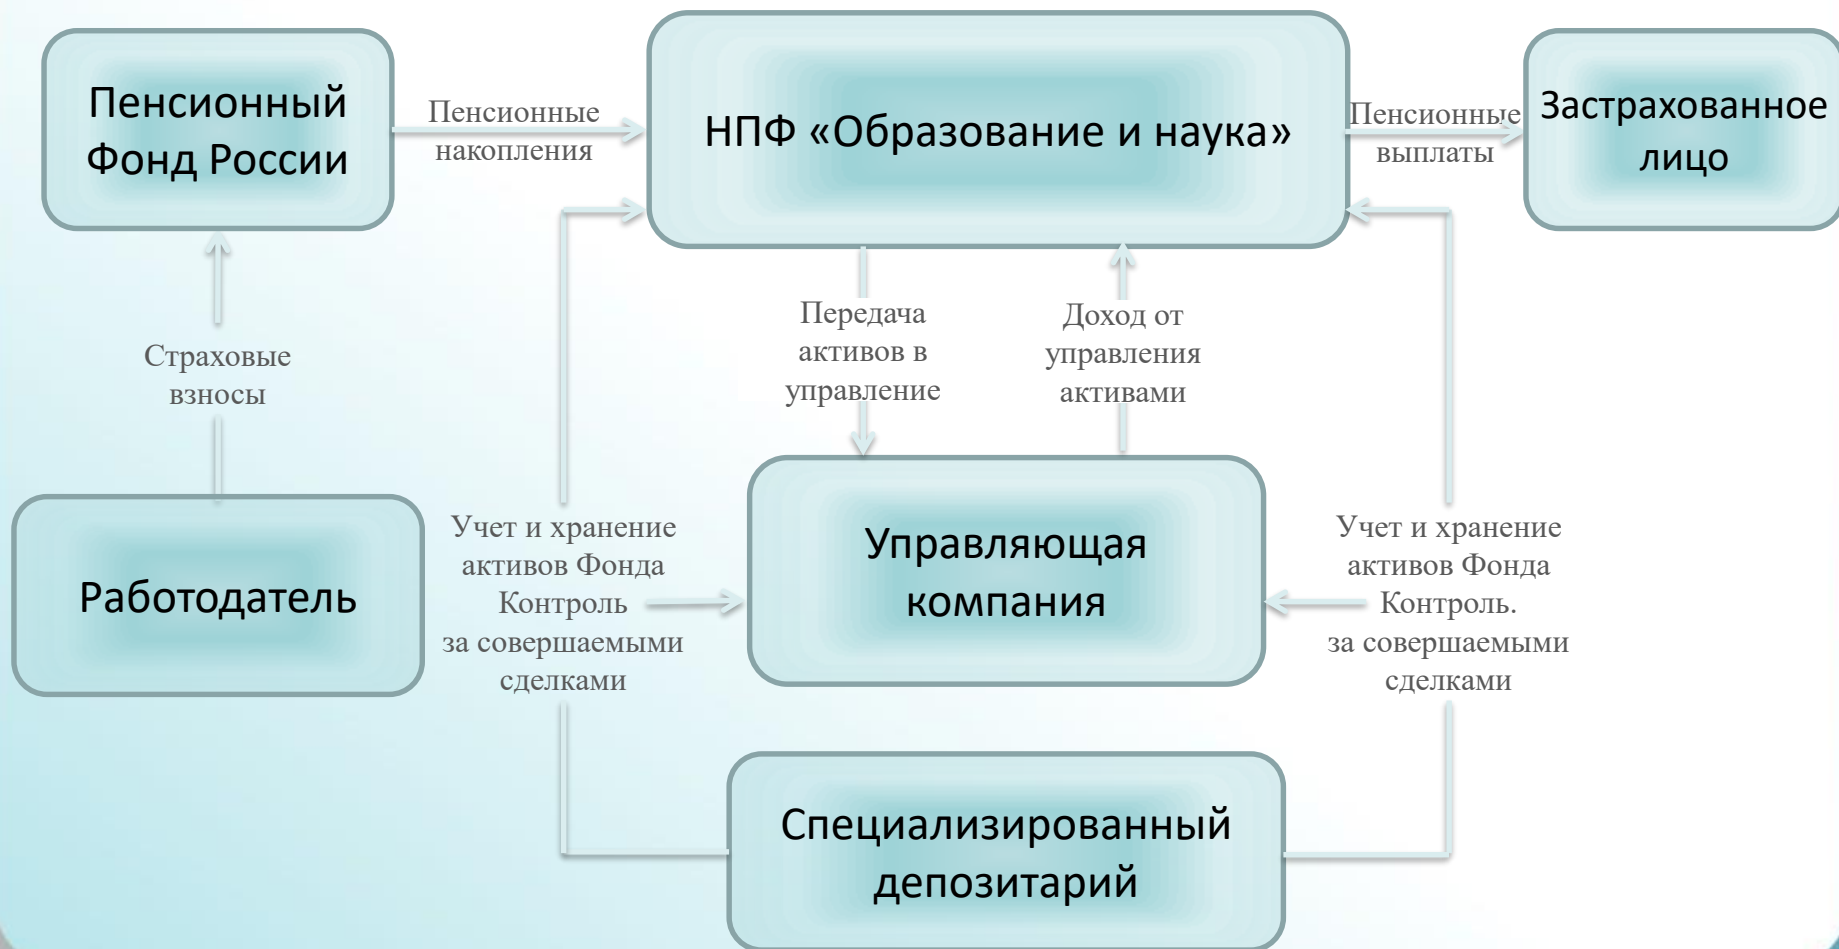 Пенсионный
Фонд России
Пенсионные
накопления
НПФ «Образование и наука»
Пенсионные
выплаты
Застрахованное
лицо
Страховые
взносы
Передача
активов в
управление
Доход от
управления
активами
Работодатель
Учет и хранение
активов Фонда
Контроль
за совершаемыми
сделками
Управляющая
компания
Учет и хранение
активов Фонда
Контроль.
за совершаемыми
сделками
Специализированный
депозитарий